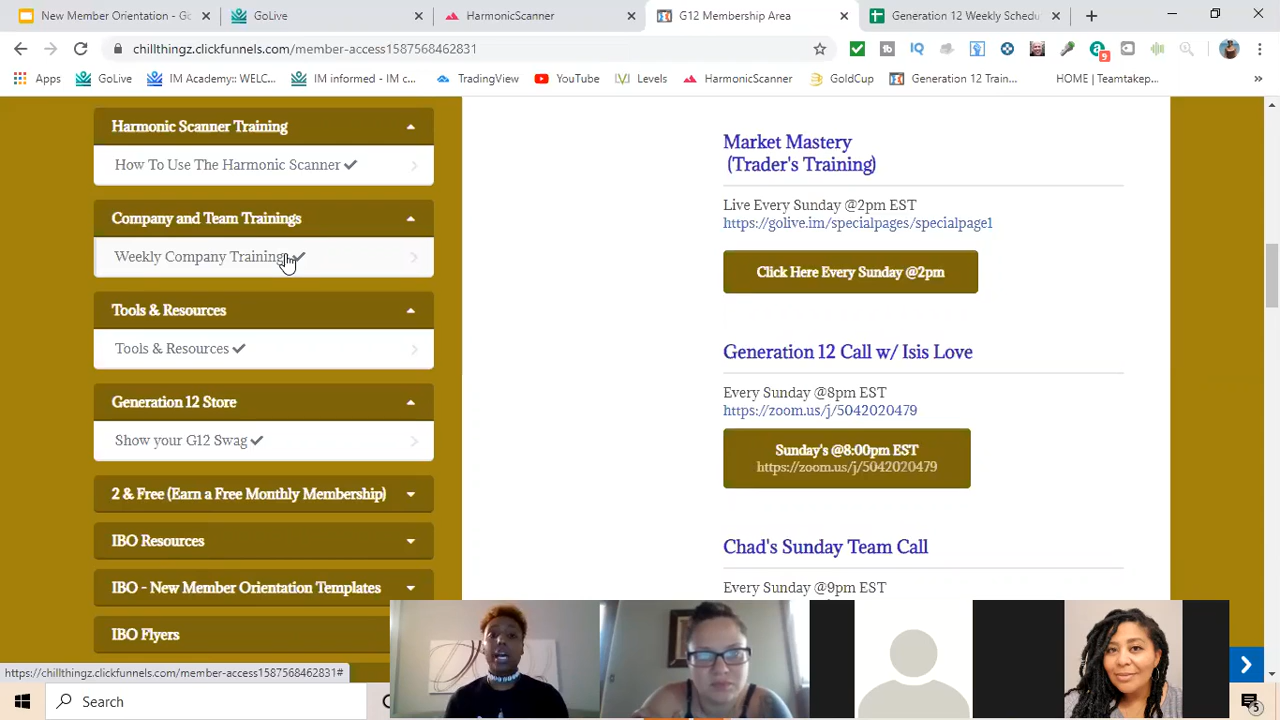 New Member Orientation
GoLive
HarmonicScanner
G12 Membership Area
Generation 12 Weekly Schedu
chillthingz.clickfunnels.com/member-access1587568462831
Apps
GoLive
IM Academy:: WELC...
IM informed - IM c...
TradingView
YouTube
Levels
HarmonicScanner
GoldCup
Generation 12 Train...
HOME | Teamtakep...
»
Harmonic Scanner Training
How To Use The Harmonic Scanner
Company and Team Trainings
Weekly Company Trainings
Tools & Resources
Tools & Resources
Generation 12 Store
Show your G12 Swag
2 & Free (Earn a Free Monthly Membership)
IBO Resources
IBO - New Member Orientation Templates
IBO Flyers
Market Mastery
(Trader's Training)
Live Every Sunday @2pm EST
https://golive.im/specialpages/specialpage1
Click Here Every Sunday @2pm
Generation 12 Call w/ Isis Love
Every Sunday @8pm EST
https://zoom.us/j/5042020479
Sunday's @8:00pm EST
https://zoom.us/j/5042020479
Chad's Sunday Team Call
Every Sunday @9pm EST
https://chillthingz.clickfunnels.com/member-access1587568462831#
Search
5